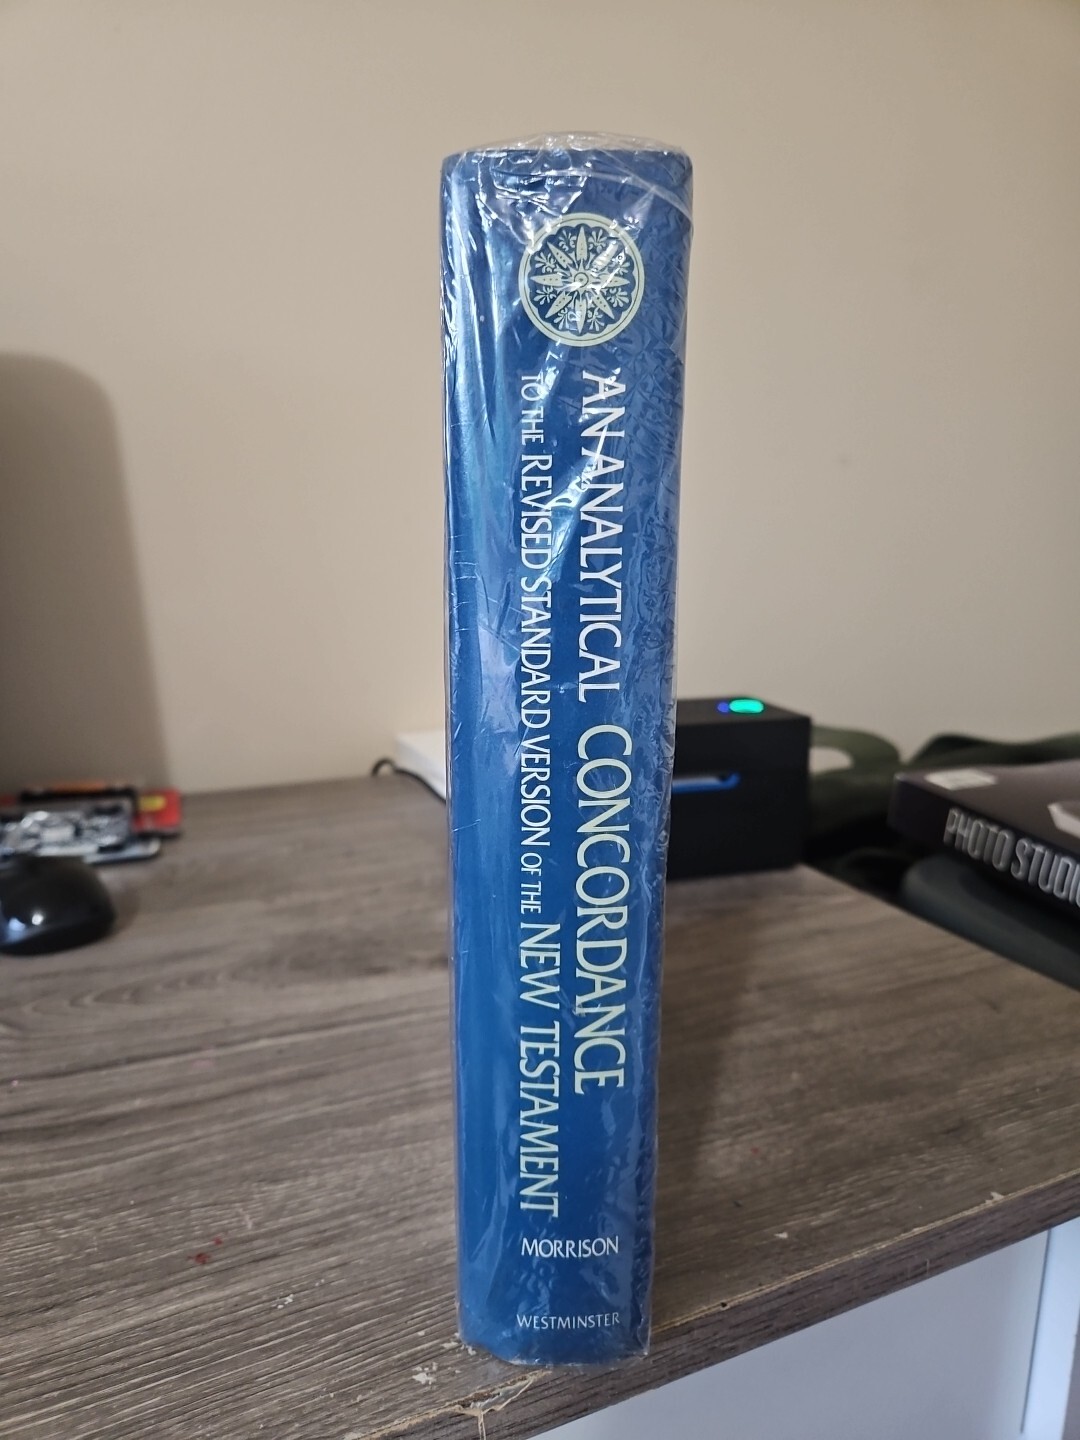 AN ANALYTICAL CONCORDANCE
TO THE REVISED STANDARD VERSION OF THE NEW TESTAMENT
MORRISON
WESTMINSTER
PHOTO STUDIO